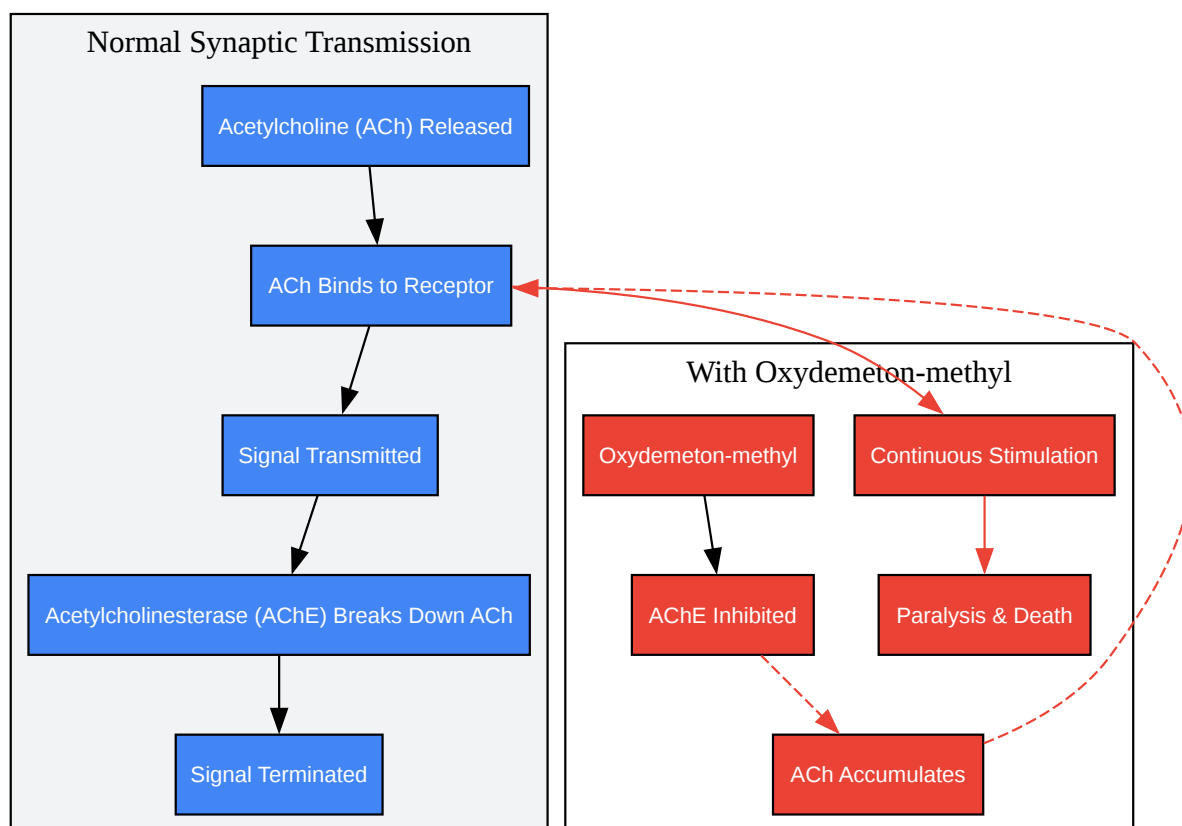 Normal Synaptic Transmission
Acetylcholine (ACh) Released
ACh Binds to Receptor
Signal Transmitted
Acetylcholinesterase (AChE) Breaks Down ACh
Signal Terminated
With Oxydemeton-methyl
Oxydemeton-methyl
Continuous Stimulation
AChE Inhibited
Paralysis & Death
ACh Accumulates